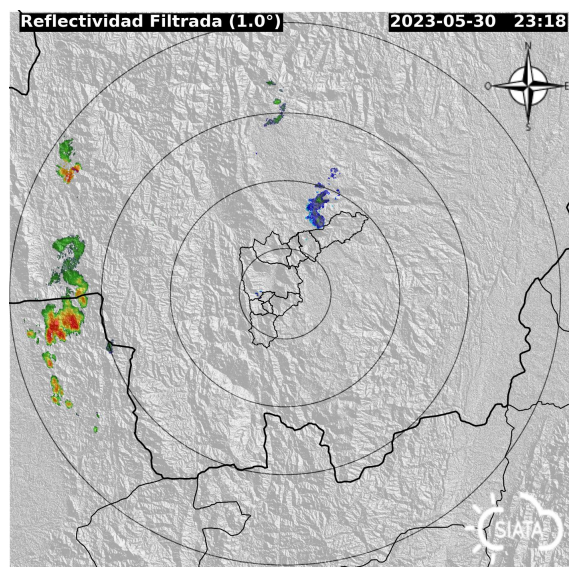 Reflectividad Filtrada (1.0°)
2023-05-30 23:18
N
O E
S
SIATA